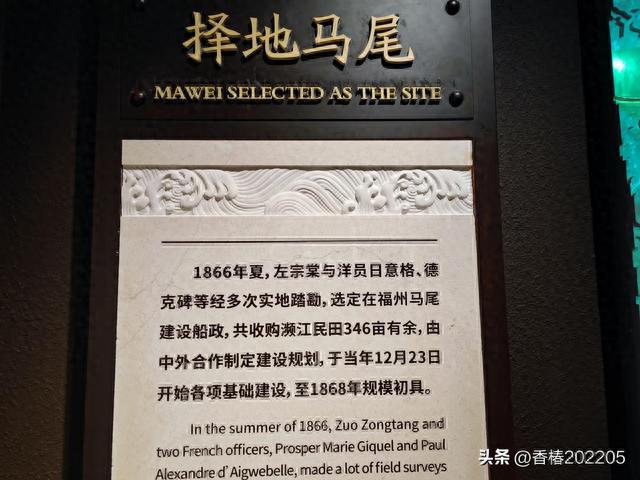 择地马尾
MAWEI SELECTED AS THE SITE
1866年夏，左宗棠与洋员日意格、德
克碑等经多次实地踏勘，选定在福州马尾
建设船政，共收购濒江民田346亩有余，由
中外合作制定建设规划，于当年12月23日
开始各项基础建设，至1868年规模初具。
In the summer of 1866, Zuo Zongtang and
two French officers, Prosper Marie Giquel and Paul
Alexandre d'Aigwebelle, made a lot of field surveys
头条 @香椿202205